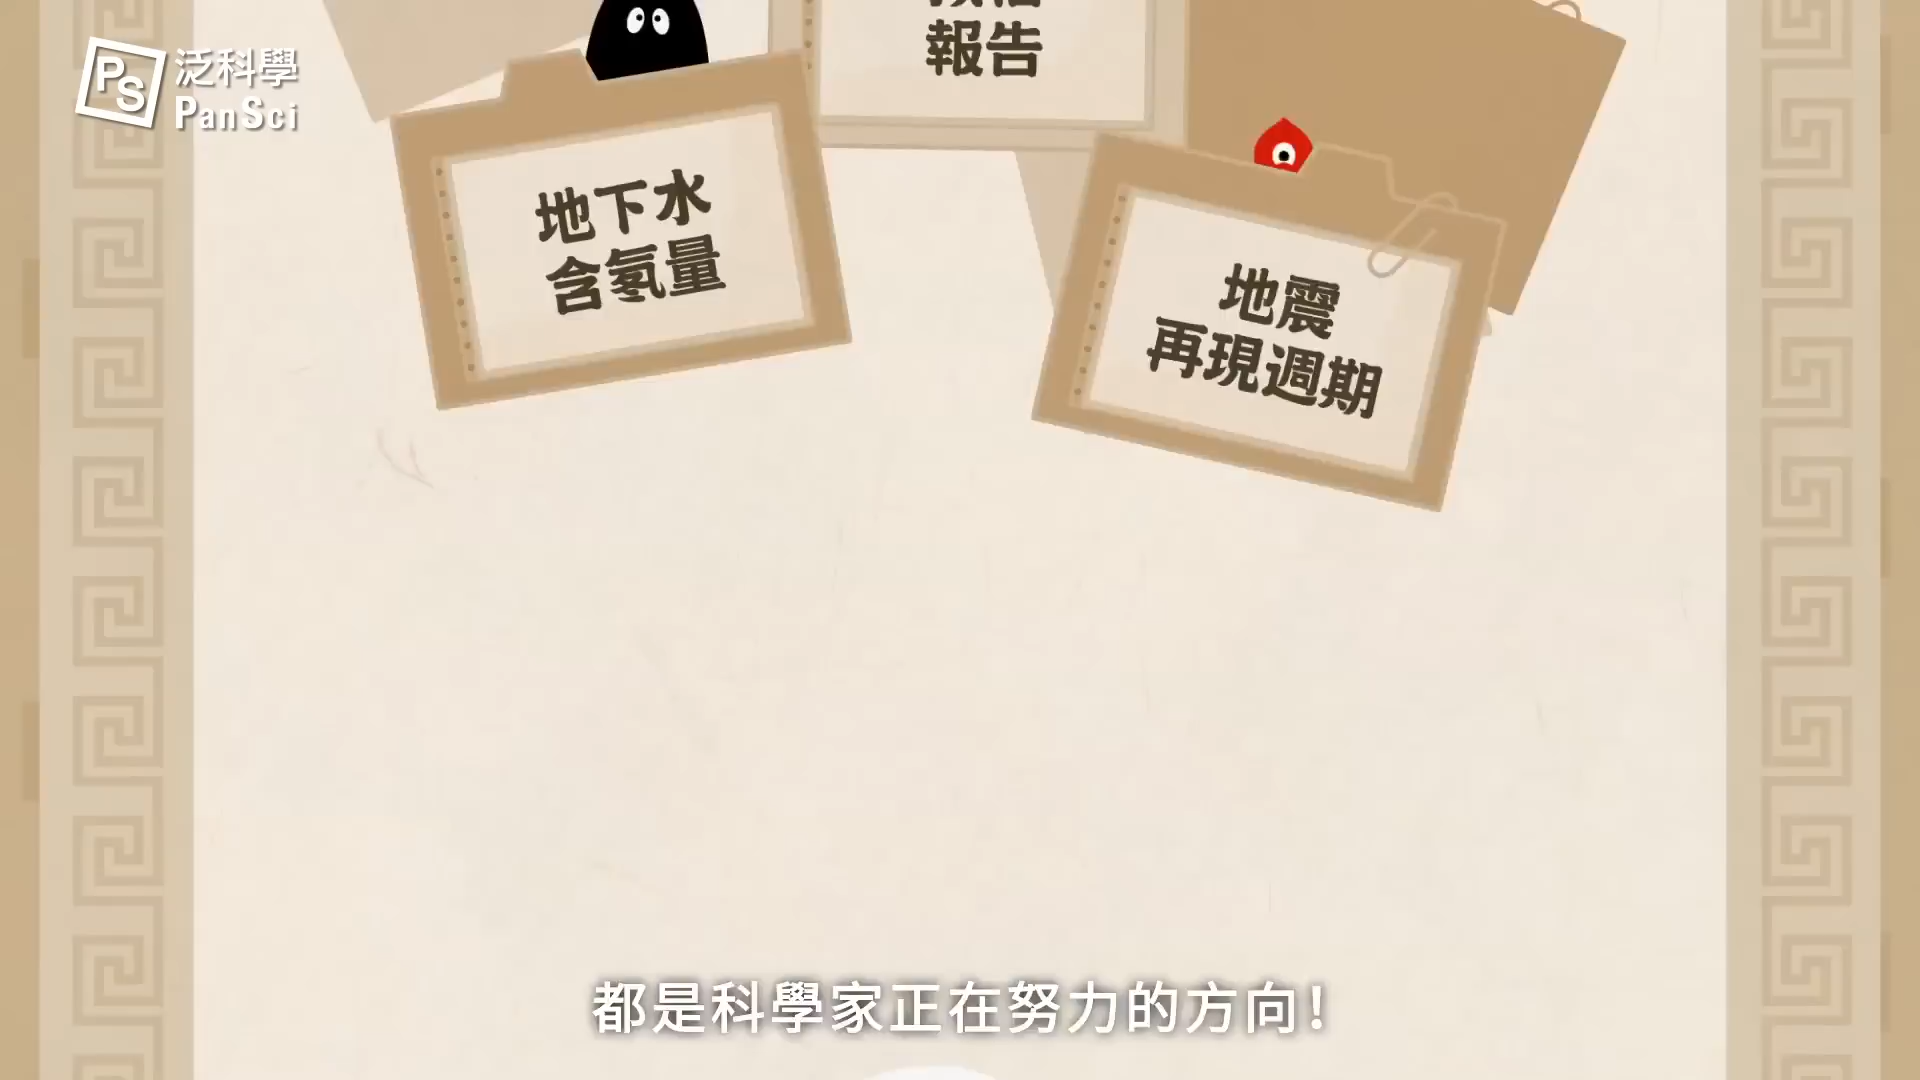 泛科學
PanSci
報告
地下水
含氡量
地震
再現週期
都是科學家正在努力的方向!